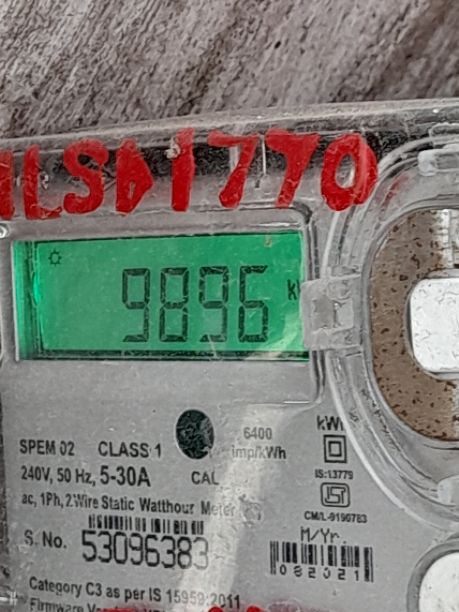 1LSD1770
9896 k
SPEM 02 CLASS 1 6400 imp/kWh
240V, 50 Hz, 5-30A CAL
ac, 1Ph, 2 Wire Static Watthour Meter
S. No. 53096383
Category C3 as per IS 15959:2011
kWh
IS:13779
CM/L-9190783
M/Yr.
082021